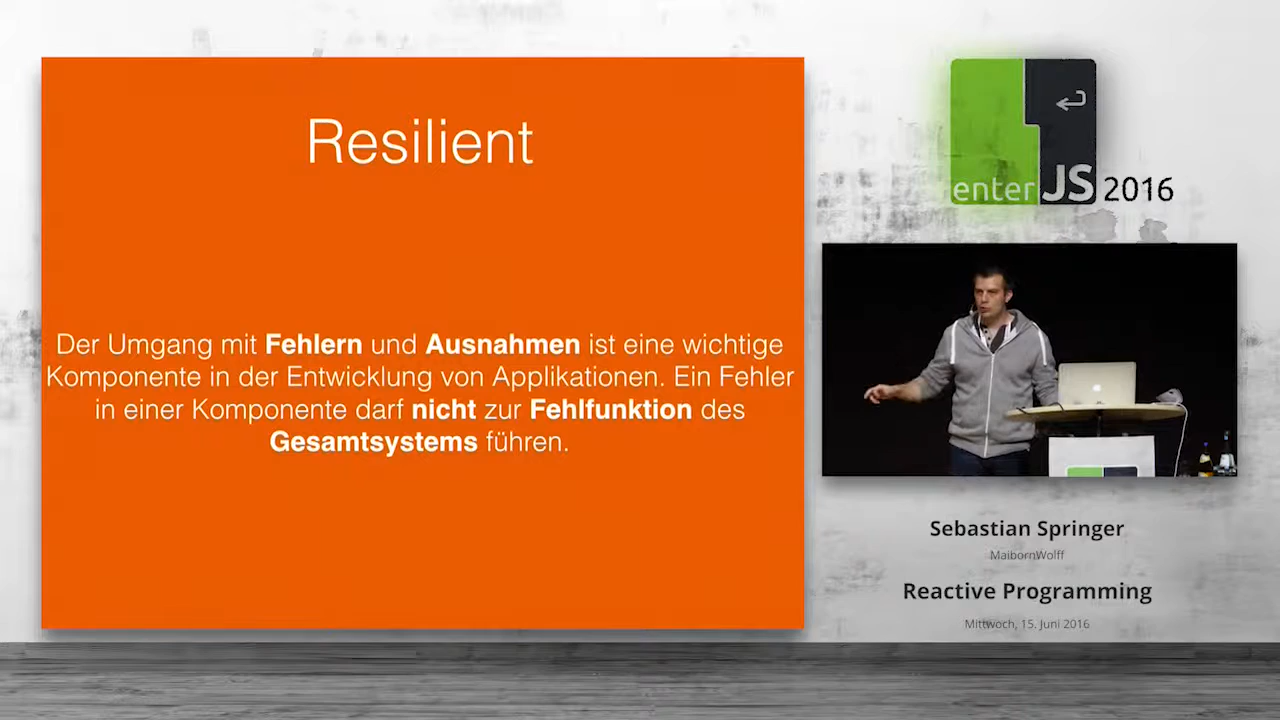 Resilient
Der Umgang mit Fehlern und Ausnahmen ist eine wichtige
Komponente in der Entwicklung von Applikationen. Ein Fehler
in einer Komponente darf nicht zur Fehlfunktion des
Gesamtsystems führen.
enterJS 2016
Sebastian Springer
MaibornWolff
Reactive Programming
Mittwoch, 15. Juni 2016